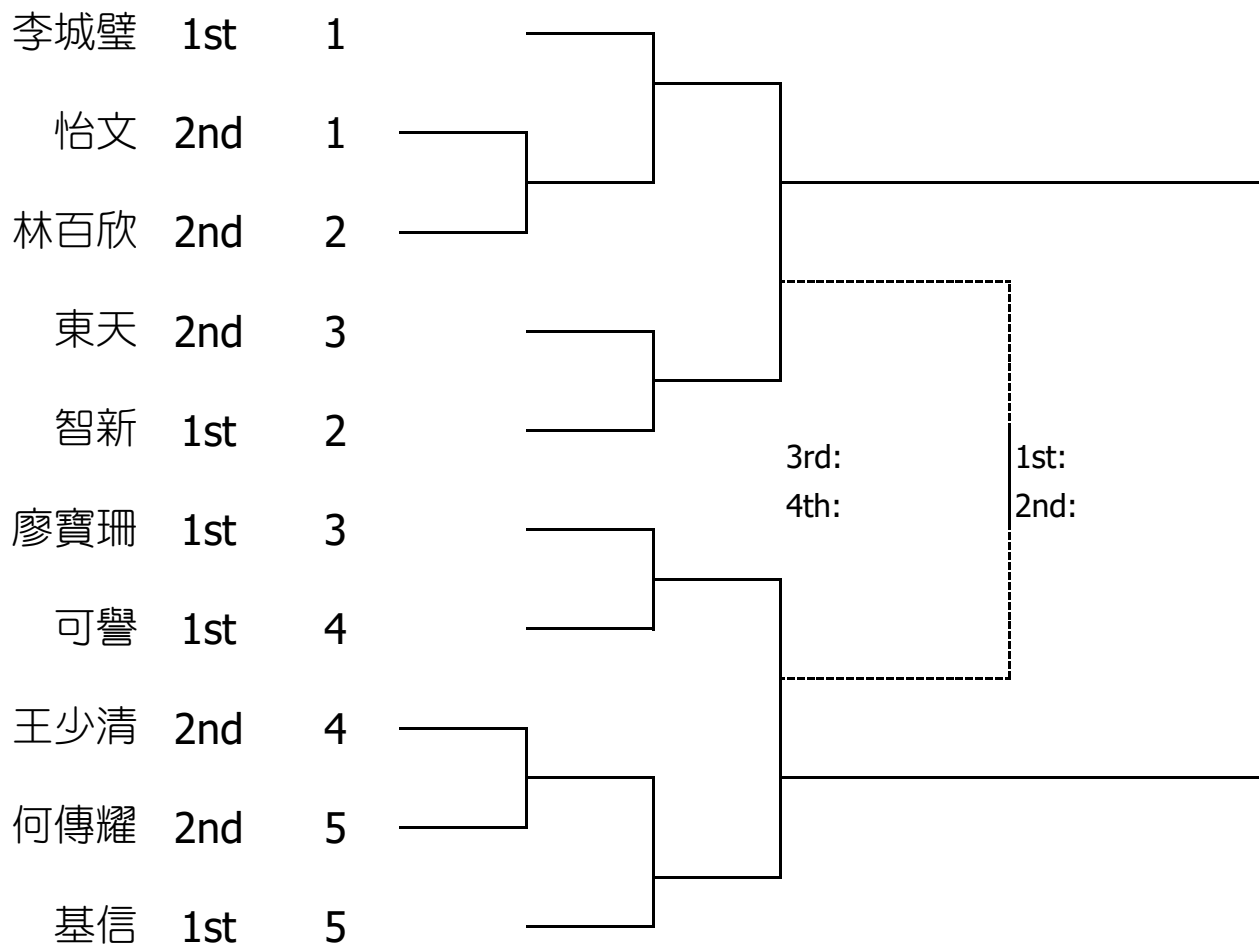 李城璧 1st 1
怡文 2nd 1
林百欣 2nd 2
東天 2nd 3
智新 1st 2
3rd: 1st:
4th: 2nd:
廖寶珊 1st 3
可譽 1st 4
王少清 2nd 4
何傳耀 2nd 5
基信 1st 5